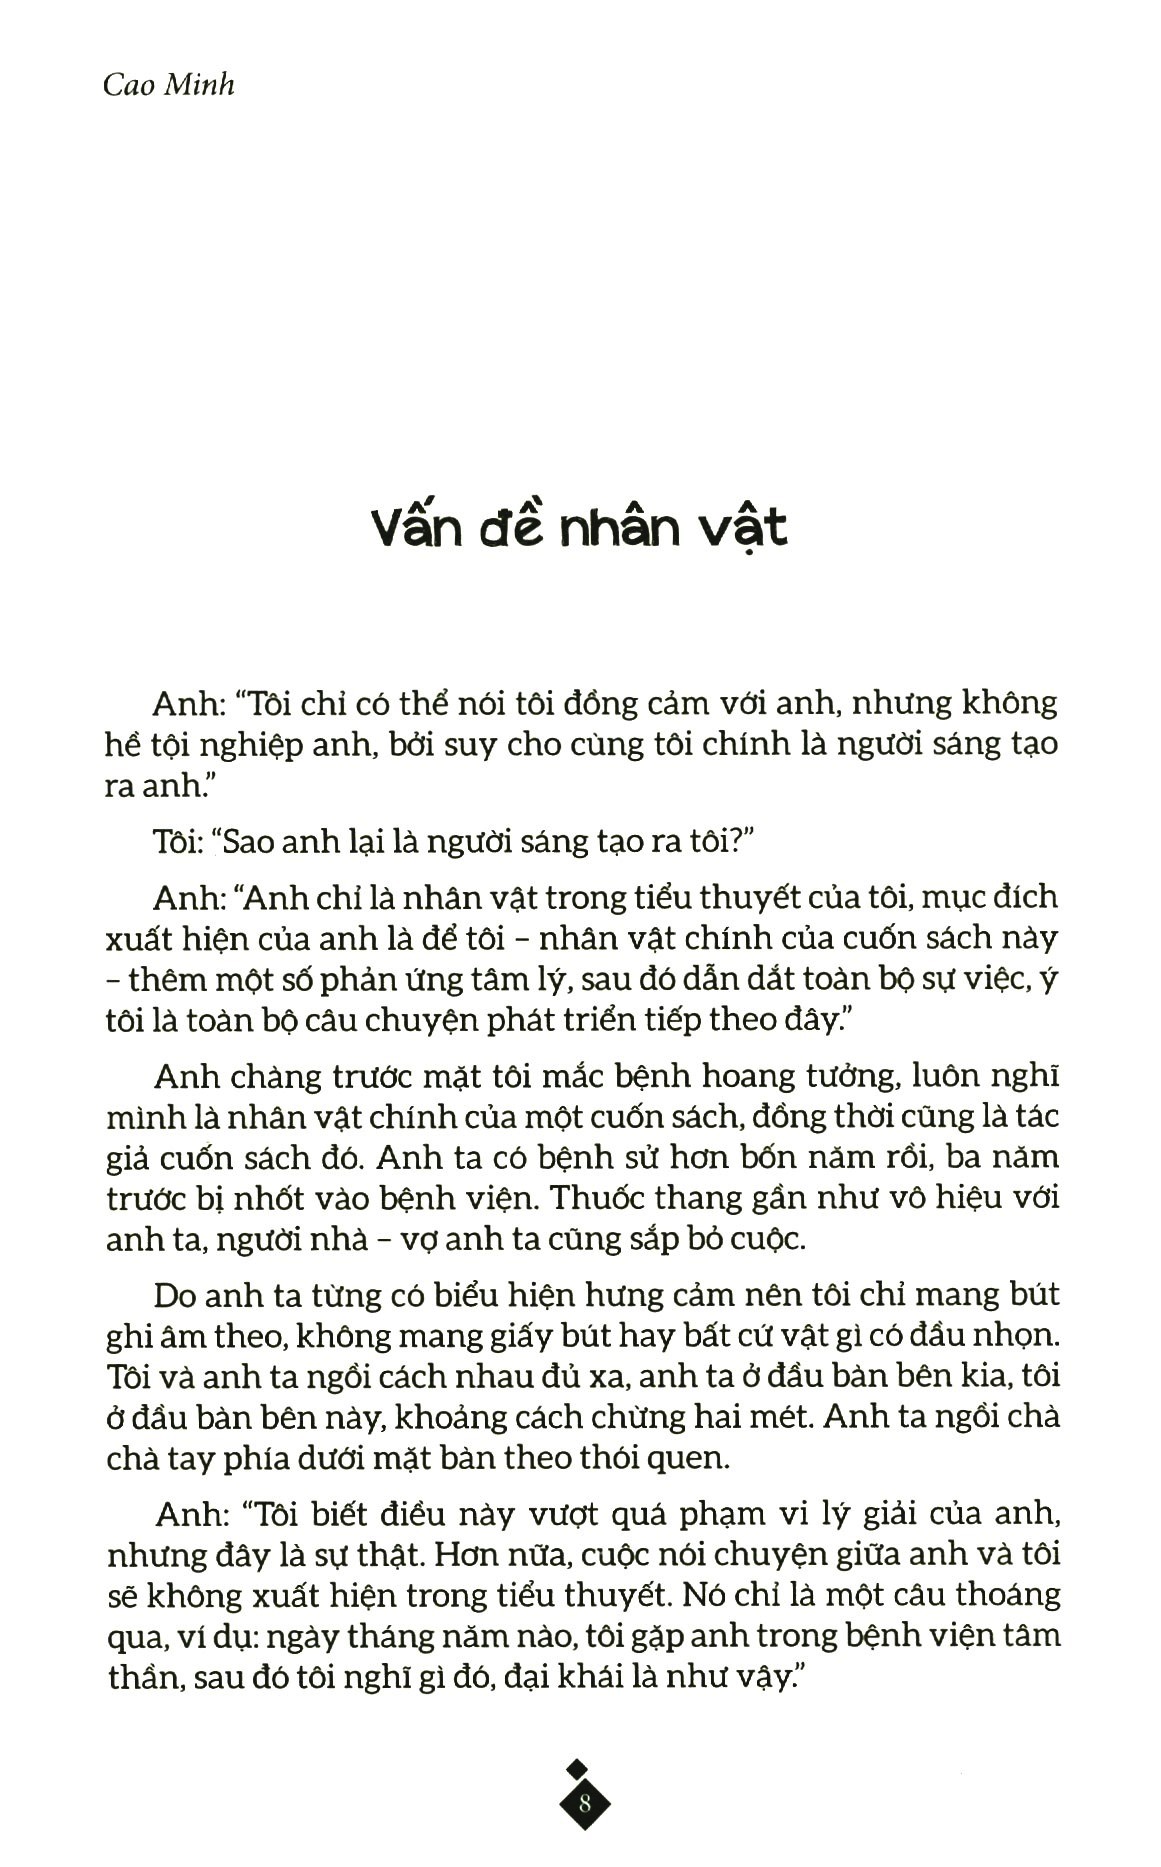 Cao Minh
Vấn đề nhân vật
Anh: “Tôi chỉ có thể nói tôi đồng cảm với anh, nhưng không
hề tội nghiệp anh, bởi suy cho cùng tôi chính là người sáng tạo
ra anh.”
Tôi: “Sao anh lại là người sáng tạo ra tôi?”
Anh: “Anh chỉ là nhân vật trong tiểu thuyết của tôi, mục đích
xuất hiện của anh là để tôi – nhân vật chính của cuốn sách này
– thêm một số phản ứng tâm lý, sau đó dẫn dắt toàn bộ sự việc, ý
tôi là toàn bộ câu chuyện phát triển tiếp theo đây.”
Anh chàng trước mặt tôi mắc bệnh hoang tưởng, luôn nghĩ
mình là nhân vật chính của một cuốn sách, đồng thời cũng là tác
giả cuốn sách đó. Anh ta có bệnh sử hơn bốn năm rồi, ba năm
trước bị nhốt vào bệnh viện. Thuốc thang gần như vô hiệu với
anh ta, người nhà – vợ anh ta cũng sắp bỏ cuộc.
Do anh ta từng có biểu hiện hưng cảm nên tôi chỉ mang bút
ghi âm theo, không mang giấy bút hay bất cứ vật gì có đầu nhọn.
Tôi và anh ta ngồi cách nhau đủ xa, anh ta ở đầu bàn bên kia, tôi
ở đầu bàn bên này, khoảng cách chừng hai mét. Anh ta ngồi chà
chà tay phía dưới mặt bàn theo thói quen.
Anh: “Tôi biết điều này vượt quá phạm vi lý giải của anh,
nhưng đây là sự thật. Hơn nữa, cuộc nói chuyện giữa anh và tôi
sẽ không xuất hiện trong tiểu thuyết. Nó chỉ là một câu thoáng
qua, ví dụ: ngày tháng năm nào, tôi gặp anh trong bệnh viện tâm
thần, sau đó tôi nghĩ gì đó, đại khái là như vậy.”
8